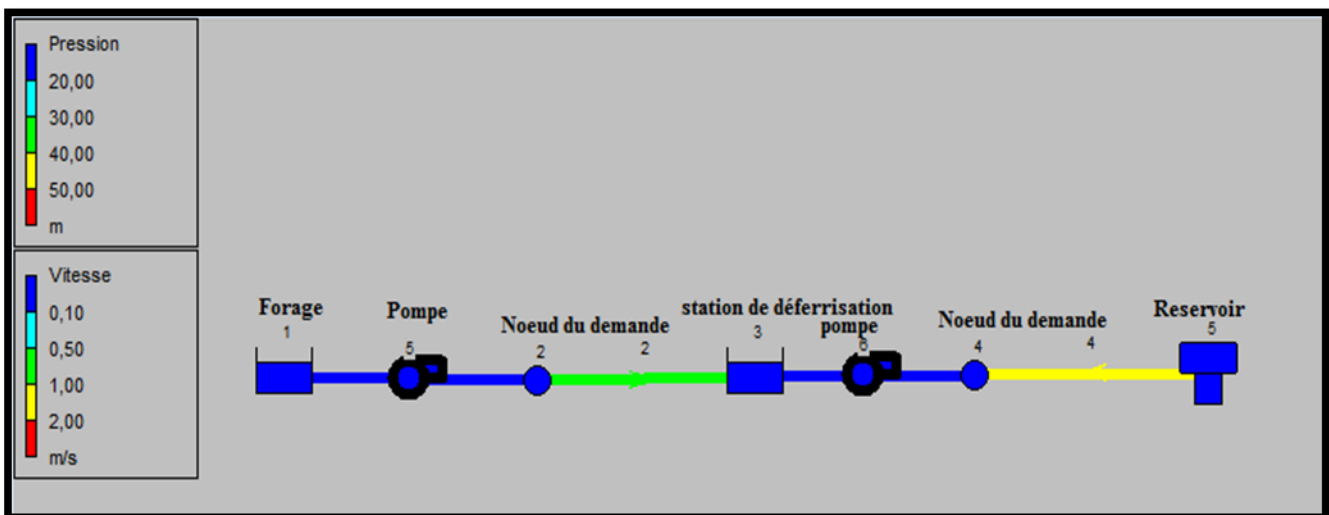 Pression
20,00
30,00
40,00
50,00
m
Vitesse
0,10
0,50
1,00
2,00
m/s
Forage
1
Pompe
5
Noeud du demande
2
2
station de déferrisation
3
pompe
6
Noeud du demande
4
4
Reservoir
5